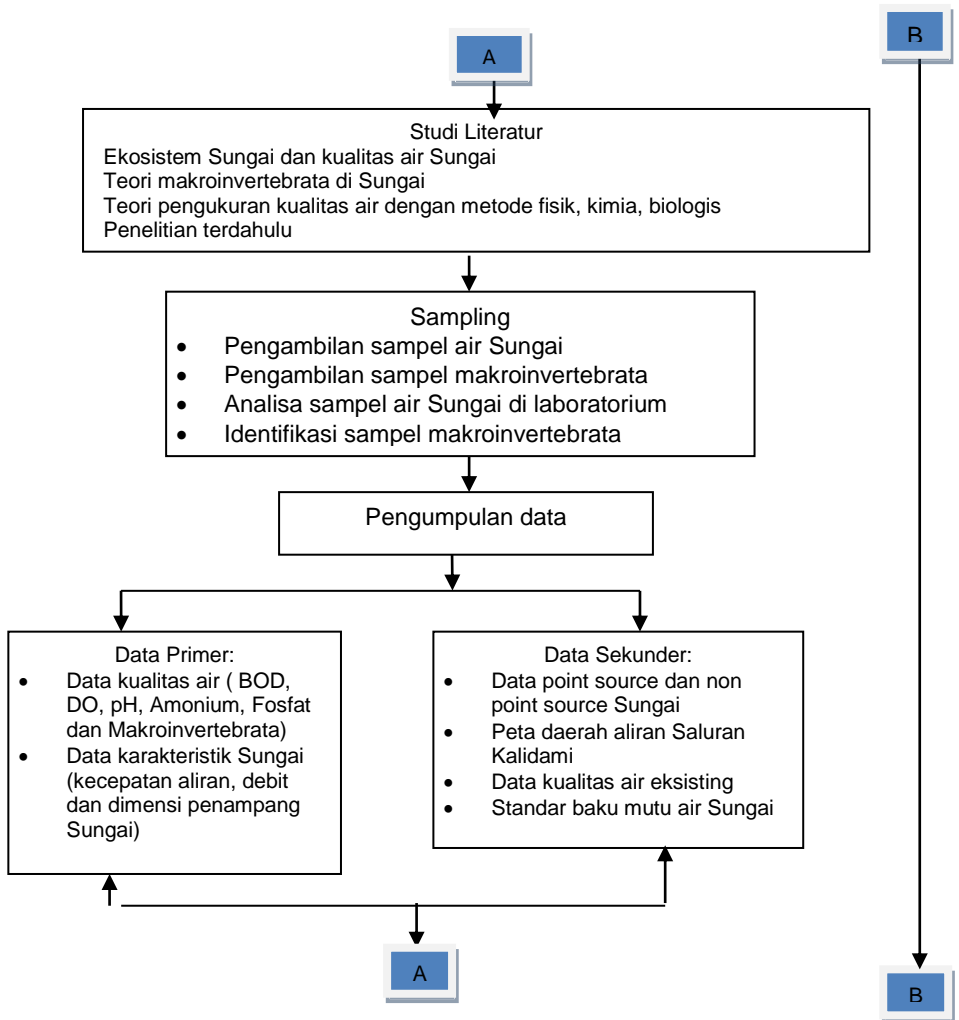 A
B
Studi Literatur
Ekosistem Sungai dan kualitas air Sungai
Teori makroinvertebrata di Sungai
Teori pengukuran kualitas air dengan metode fisik, kimia, biologis
Penelitian terdahulu
Sampling
• Pengambilan sampel air Sungai
• Pengambilan sampel makroinvertebrata
• Analisa sampel air Sungai di laboratorium
• Identifikasi sampel makroinvertebrata
Pengumpulan data
Data Primer:
• Data kualitas air ( BOD,
DO, pH, Amonium, Fosfat
dan Makroinvertebrata)
• Data karakteristik Sungai
(kecepatan aliran, debit
dan dimensi penampang
Sungai)
Data Sekunder:
• Data point source dan non
point source Sungai
• Peta daerah aliran Saluran
Kalidami
• Data kualitas air eksisting
• Standar baku mutu air Sungai
A
B